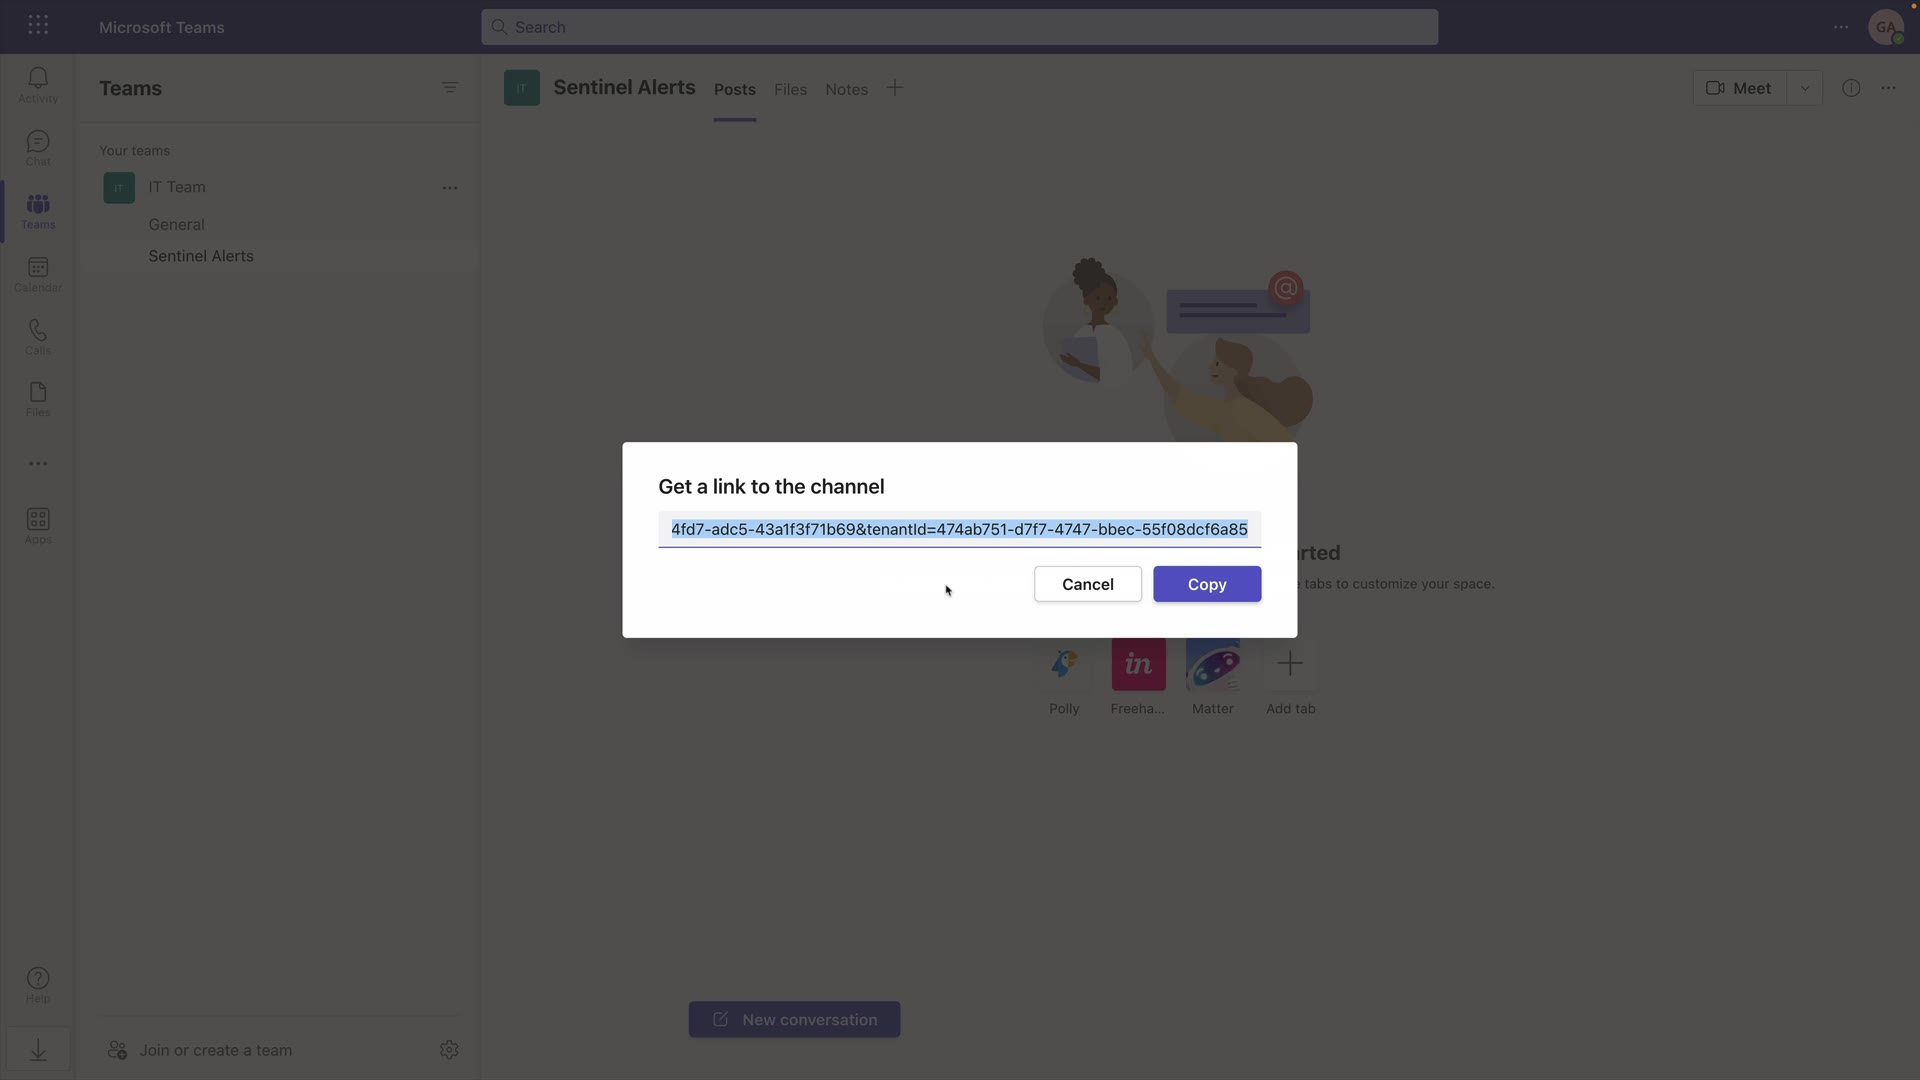 Microsoft Teams
Search
GA
Activity
Chat
Teams
Calendar
Calls
Files
Apps
Help
Teams
Your teams
IT
IT Team
General
Sentinel Alerts
Join or create a team
IT
Sentinel Alerts
Posts
Files
Notes
Meet
@
Get a link to the channel
4fd7-adc5-43a1f3f71b69&tenantId=474ab751-d7f7-4747-bbec-55f08dcf6a85
Cancel
Copy
rted
tabs to customize your space.
in
Polly
Freeha...
Matter
Add tab
New conversation